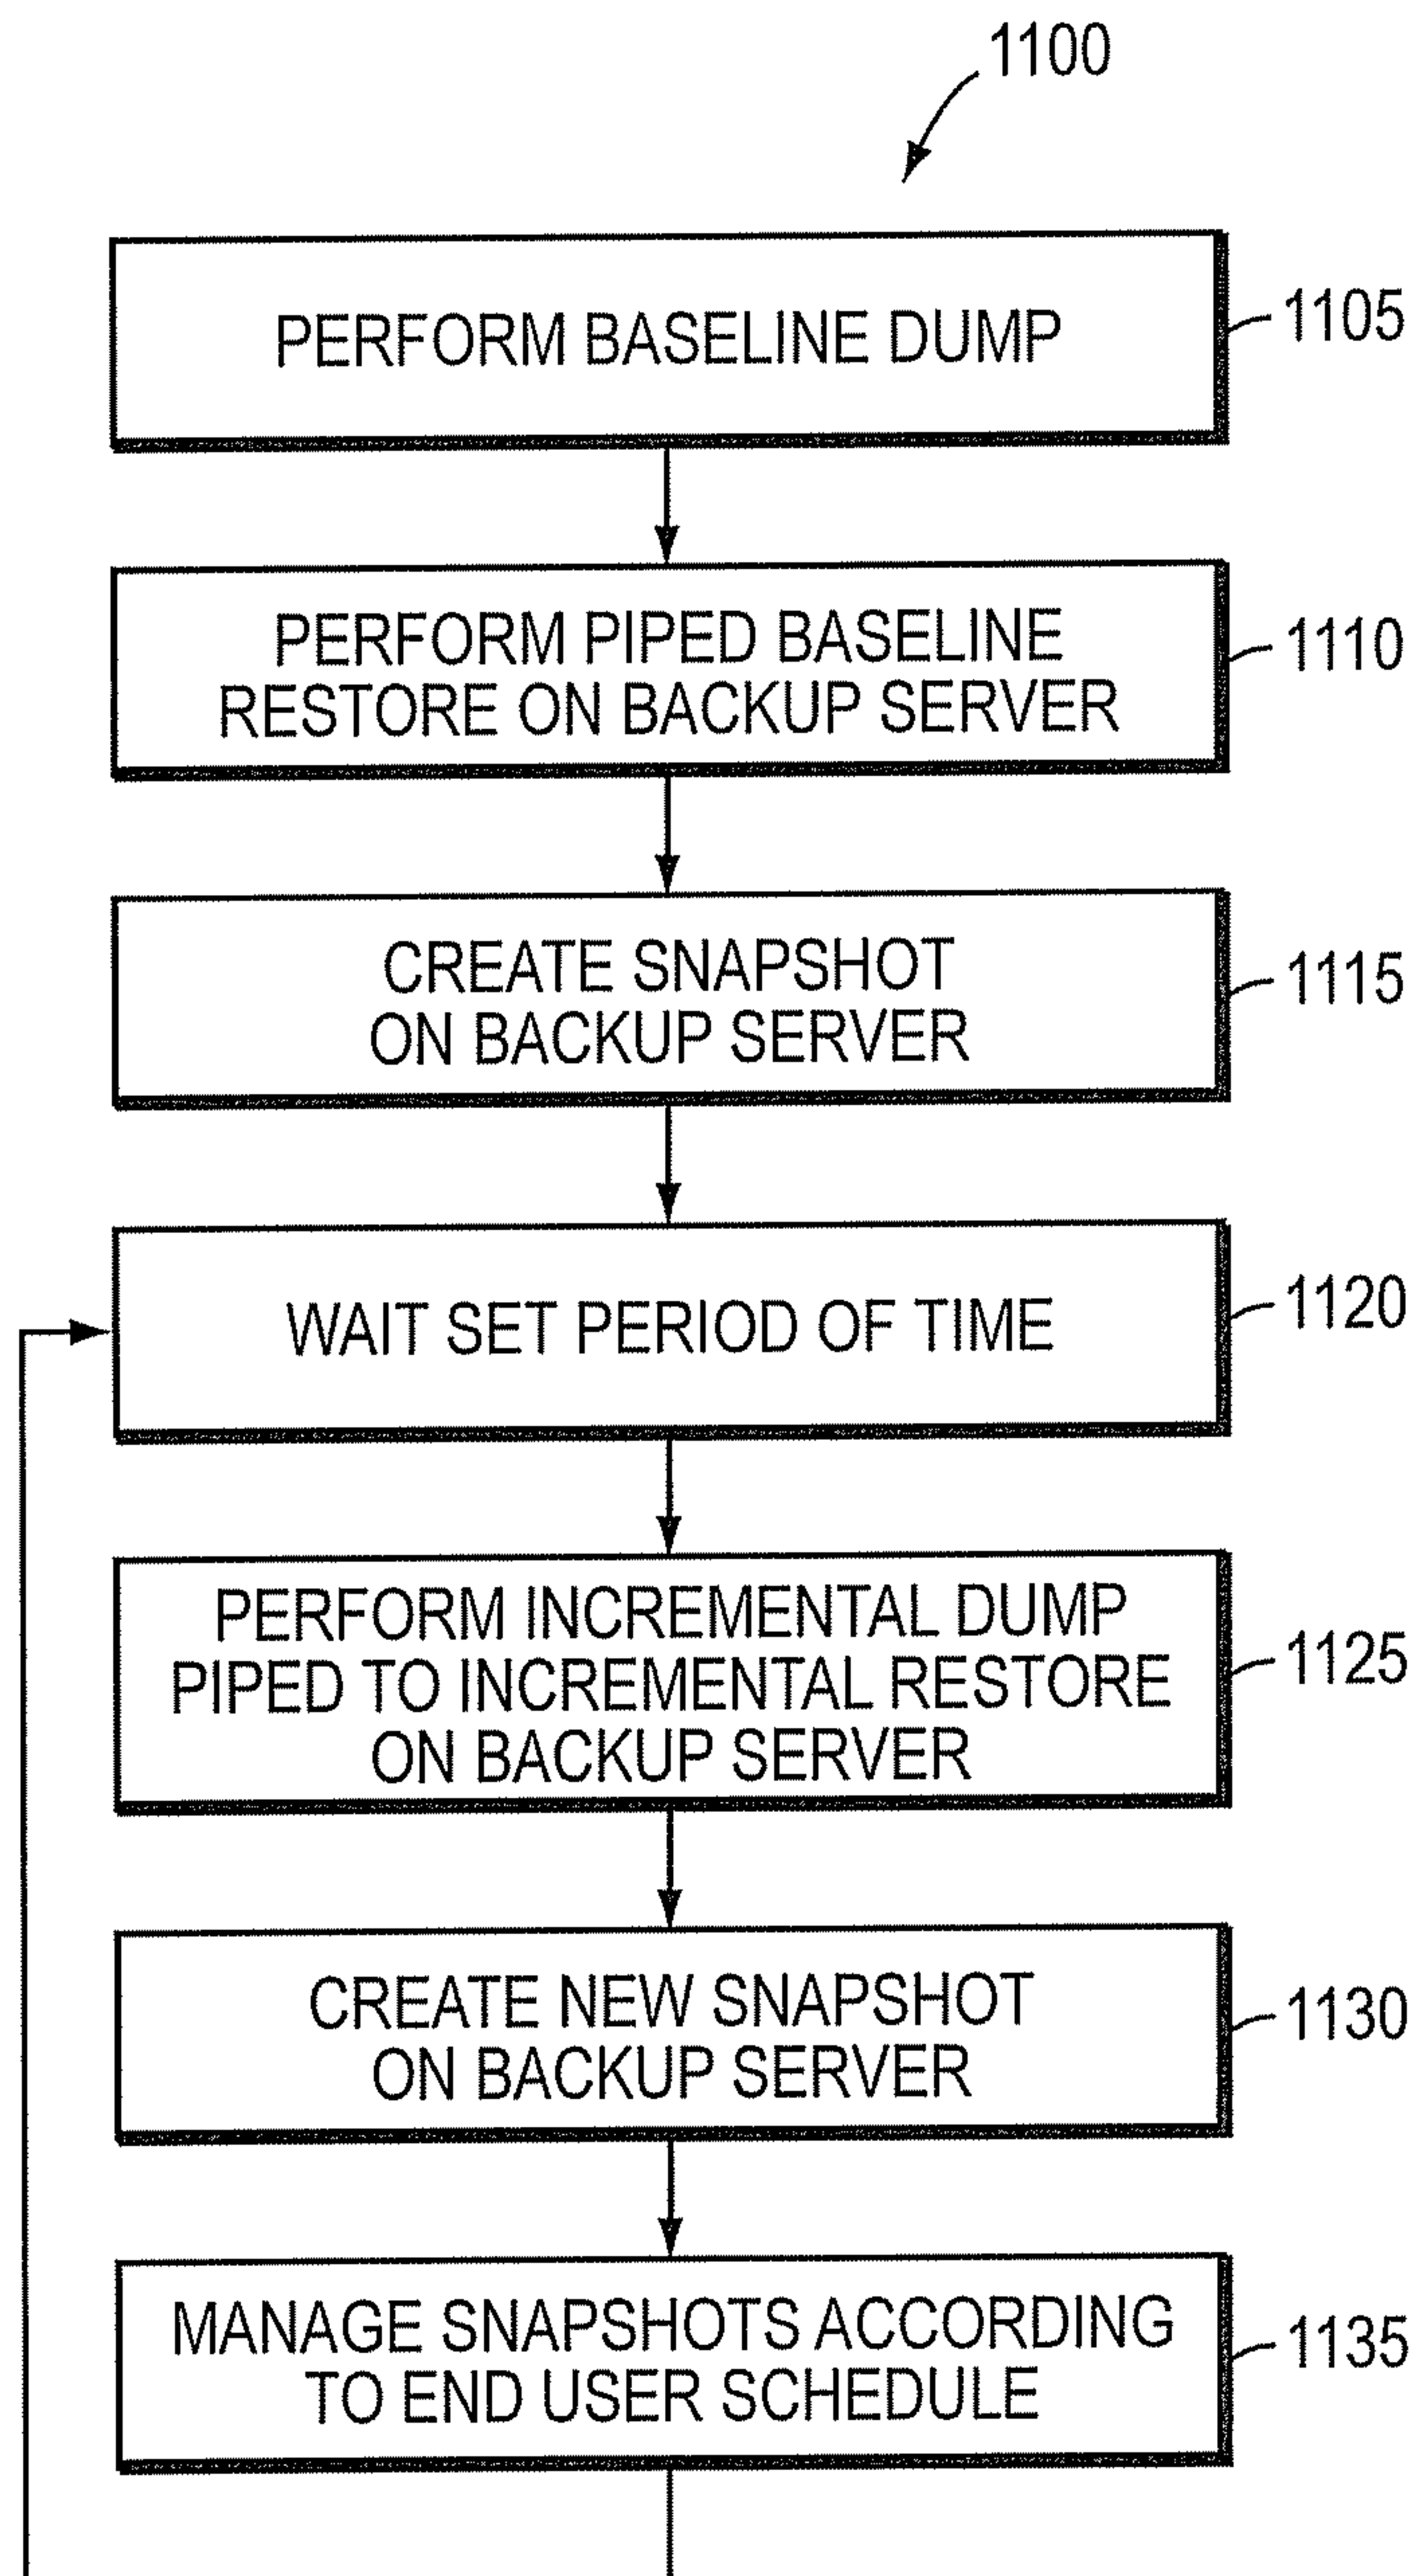 1100
PERFORM BASELINE DUMP
1105
PERFORM PIPED BASELINE
RESTORE ON BACKUP SERVER
1110
CREATE SNAPSHOT
ON BACKUP SERVER
1115
WAIT SET PERIOD OF TIME
1120
PERFORM INCREMENTAL DUMP
PIPED TO INCREMENTAL RESTORE
ON BACKUP SERVER
1125
CREATE NEW SNAPSHOT
ON BACKUP SERVER
1130
MANAGE SNAPSHOTS ACCORDING
TO END USER SCHEDULE
1135